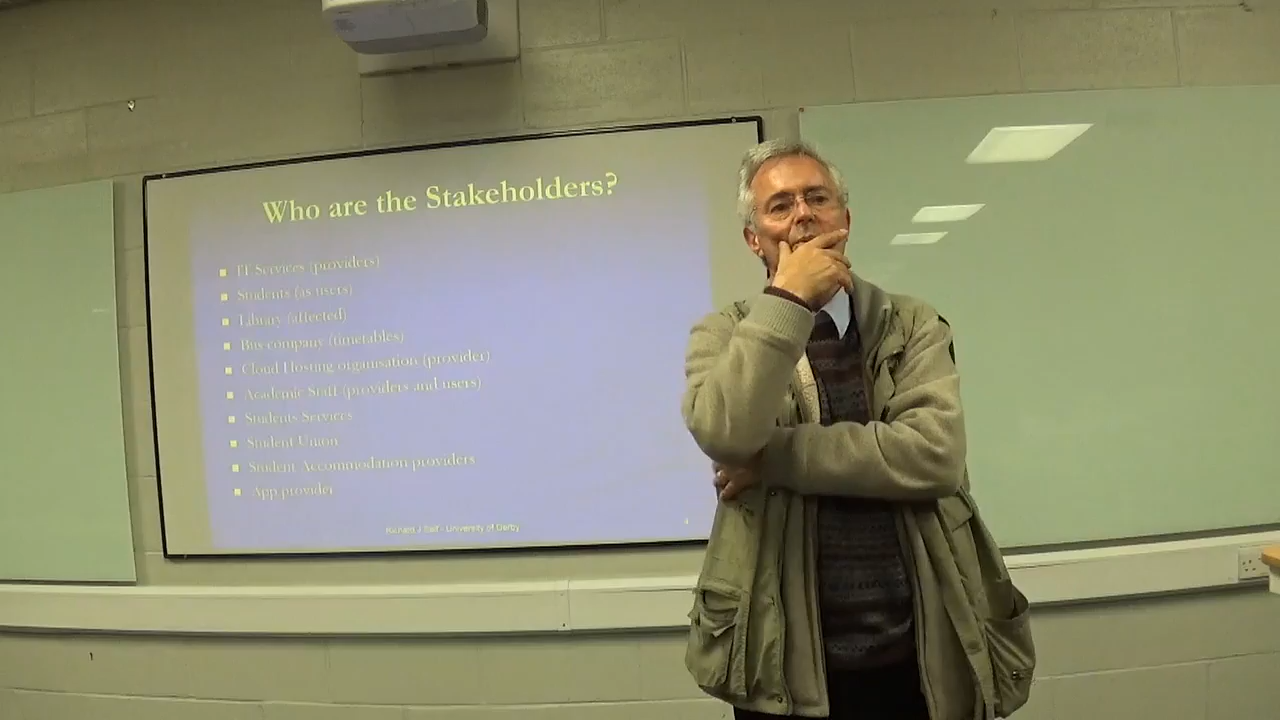 Who are the Stakeholders?
IT Services (providers)
Students (as users)
Library (affected)
Bus company (timetables)
Cloud Hosting organisation (provider)
Academic Staff (providers and users)
Students Services
Student Union
Student Accommodation providers
App provider
Richard J Self - University of Derby